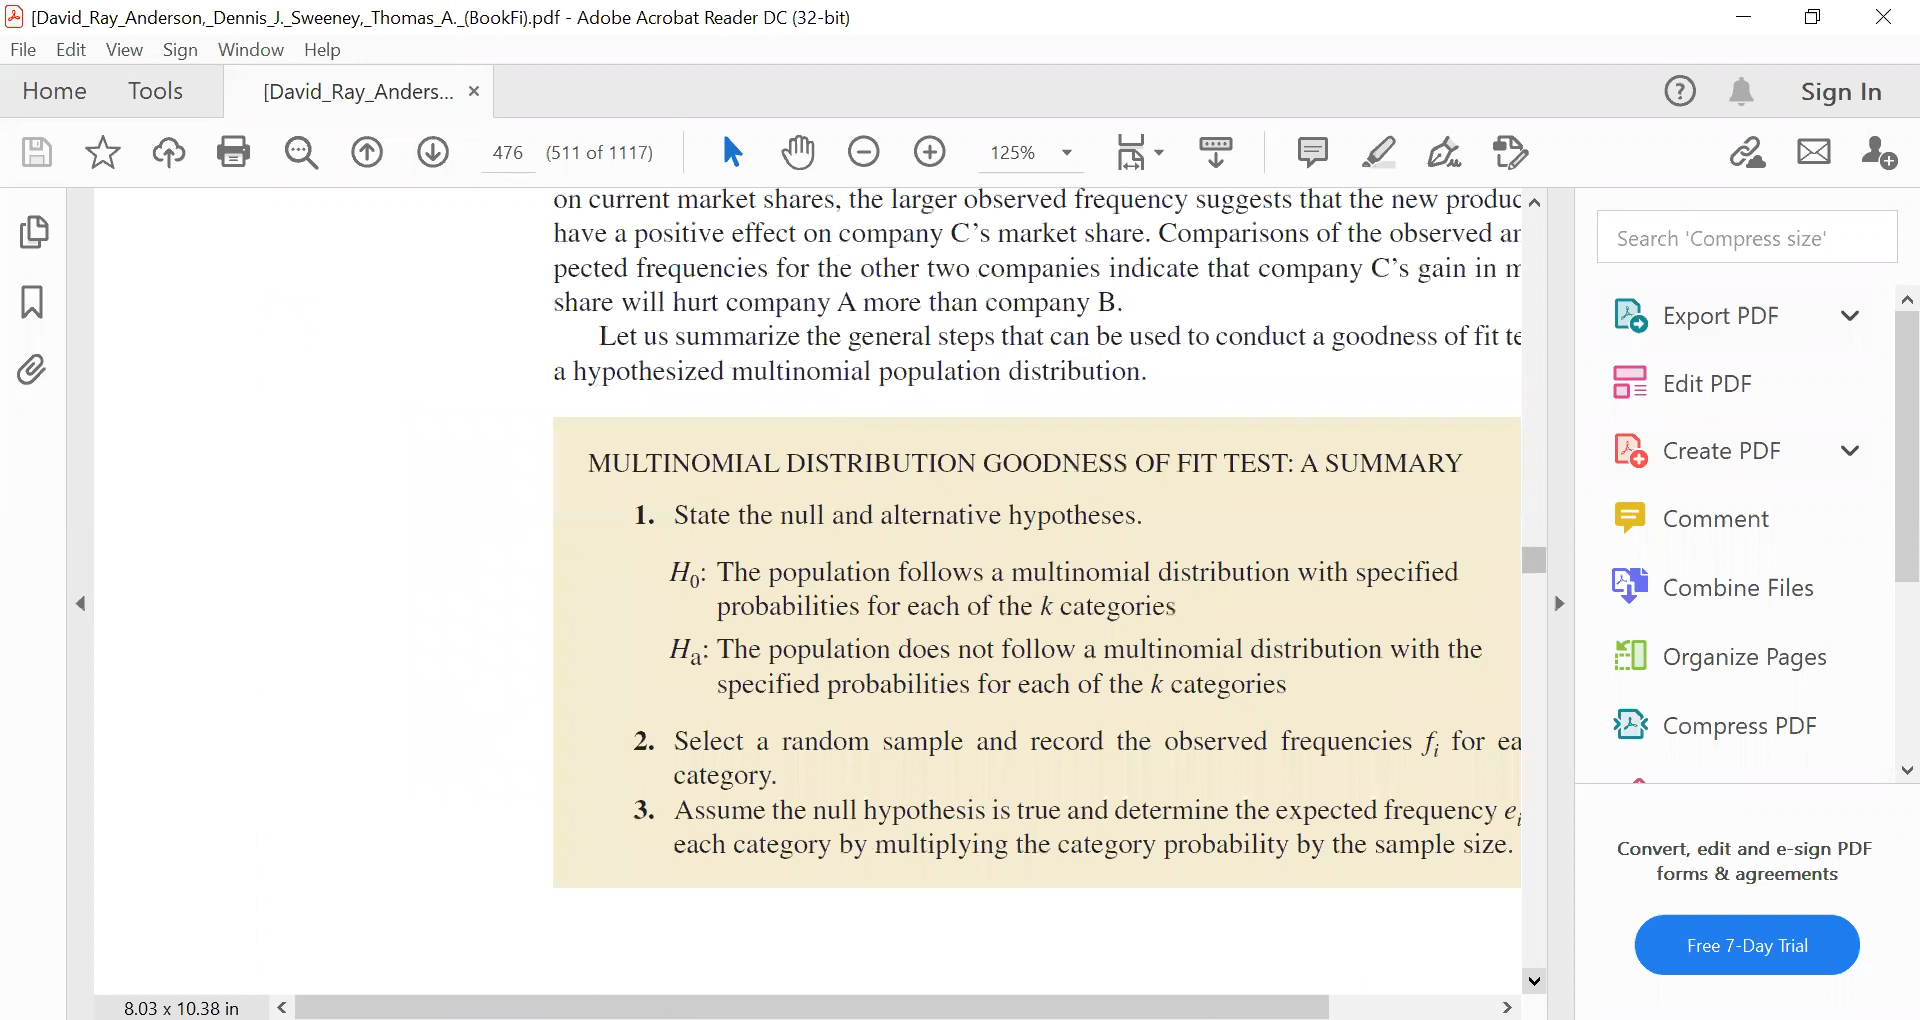 [David_Ray_Anderson,_Dennis_J._Sweeney,_Thomas_A._(BookFi).pdf - Adobe Acrobat Reader DC (32-bit)
File Edit View Sign Window Help
Home Tools [David_Ray_Anders... × Sign In
476 (511 of 1117) 125%
on current market shares, the larger observed frequency suggests that the new produc
have a positive effect on company C's market share. Comparisons of the observed an
pected frequencies for the other two companies indicate that company C's gain in m
share will hurt company A more than company B.
Let us summarize the general steps that can be used to conduct a goodness of fit te
a hypothesized multinomial population distribution.
MULTINOMIAL DISTRIBUTION GOODNESS OF FIT TEST: A SUMMARY
1. State the null and alternative hypotheses.
H₀: The population follows a multinomial distribution with specified
probabilities for each of the k categories
Hₐ: The population does not follow a multinomial distribution with the
specified probabilities for each of the k categories
2. Select a random sample and record the observed frequencies fᵢ for ea
category.
3. Assume the null hypothesis is true and determine the expected frequency eᵢ
each category by multiplying the category probability by the sample size.
8.03 x 10.38 in
Search 'Compress size'
Export PDF
Edit PDF
Create PDF
Comment
Combine Files
Organize Pages
Compress PDF
Convert, edit and e-sign PDF
forms & agreements
Free 7-Day Trial